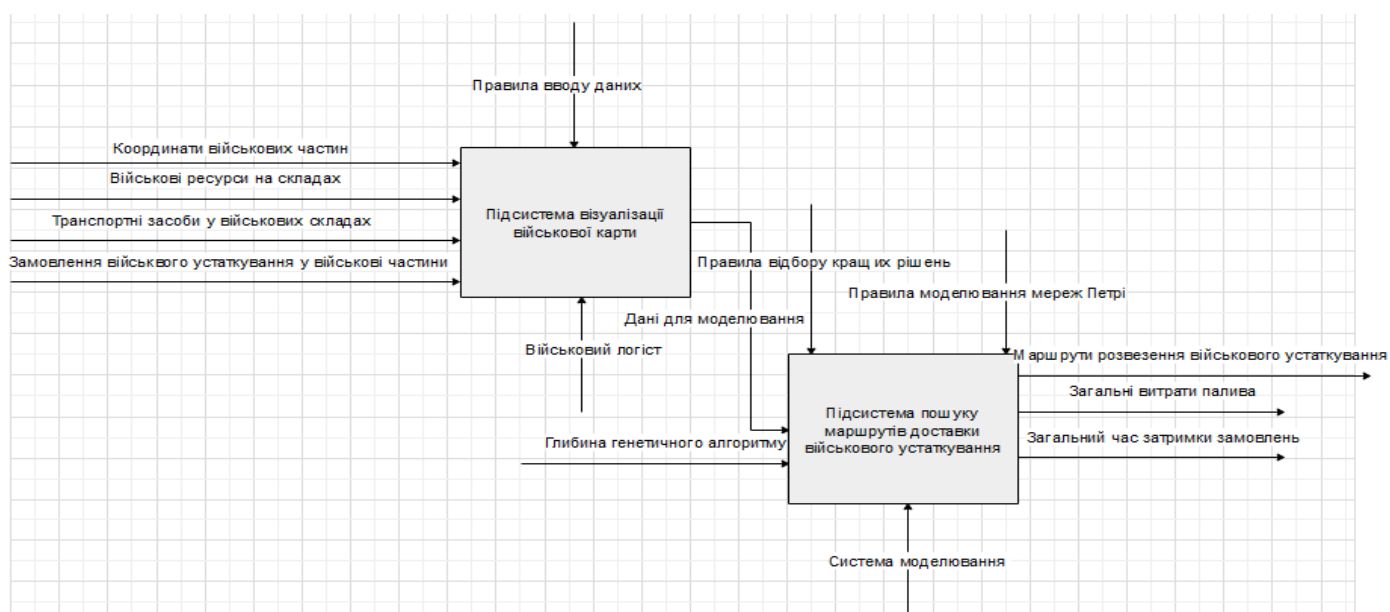 Правила вводу даних
Координати військових частин
Військові ресурси на складах
Транспортні засоби у військових складах
Замовлення військвого устаткування у військові частини
Підсистема візуалізації
військової карти
Правила відбору кращих рішень
Правила моделювання мереж Петрі
Дані для моделювання
Військовий логіст
Маршрути розвезення військового устаткування
Загальні витрати палива
Підсистема пошуку
маршрутів доставки
військового устаткування
Загальний час затримки замовлень
Глибина генетичного алгоритму
Система моделювання